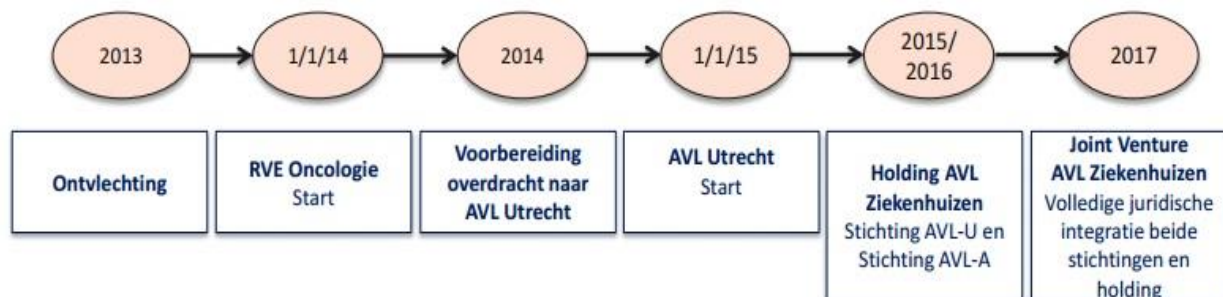 2013
1/1/14
2014
1/1/15
2015/
2016
2017
Ontvlechting
RVE Oncologie
Start
Voorbereiding
overdracht naar
AVL Utrecht
AVL Utrecht
Start
Holding AVL
Ziekenhuizen
Stichting AVL-U en
Stichting AVL-A
Joint Venture
AVL Ziekenhuizen
Volledige juridische
integratie beide
stichtingen en
holding